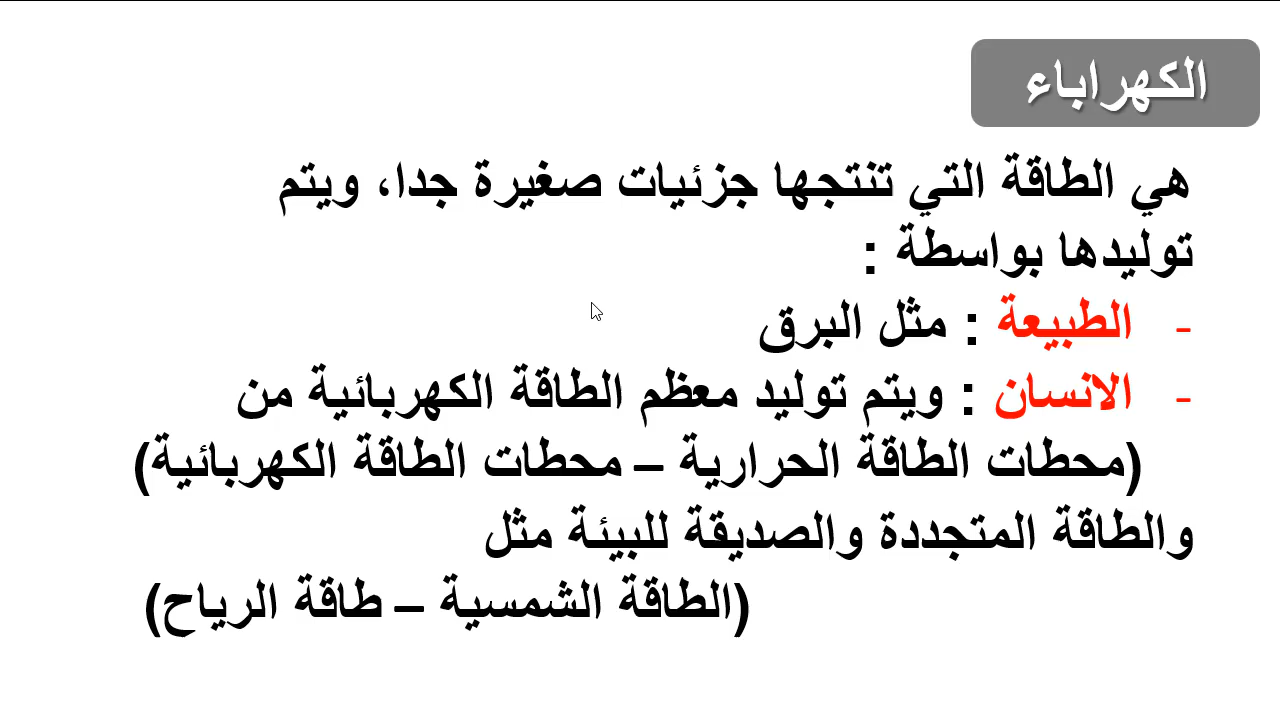 الكهراباء
هي الطاقة التي تنتجها جزئيات صغيرة جدا، ويتم
توليدها بواسطة :
- الطبيعة : مثل البرق
- الانسان : ويتم توليد معظم الطاقة الكهربائية من
(محطات الطاقة الحرارية – محطات الطاقة الكهربائية)
والطاقة المتجددة والصديقة للبيئة مثل
(الطاقة الشمسية – طاقة الرياح)